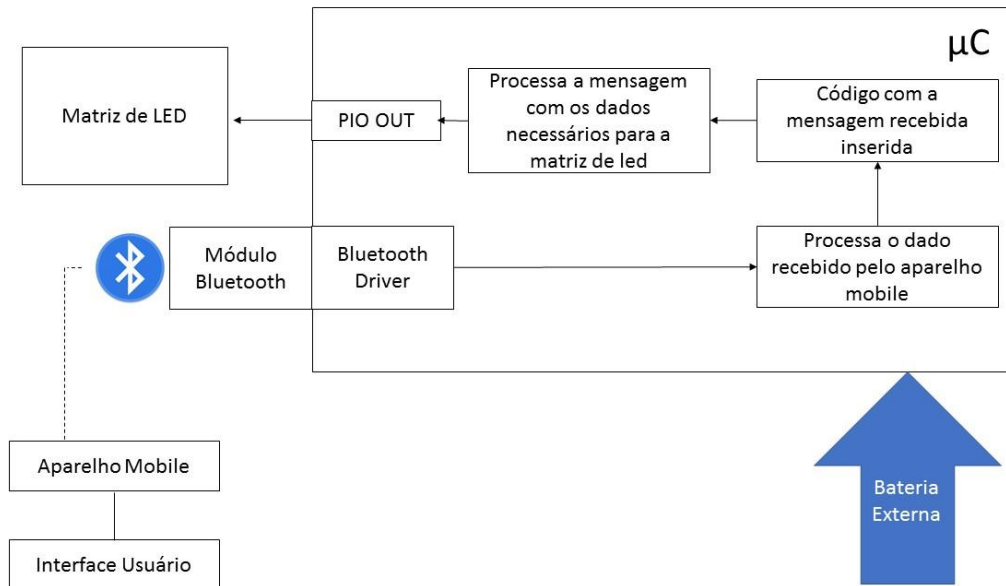 µC
Matriz de LED
PIO OUT
Processa a mensagem
com os dados
necessários para a
matriz de led
Código com a
mensagem recebida
inserida
Módulo
Bluetooth
Bluetooth
Driver
Processa o dado
recebido pelo aparelho
mobile
Aparelho Mobile
Interface Usuário
Bateria
Externa